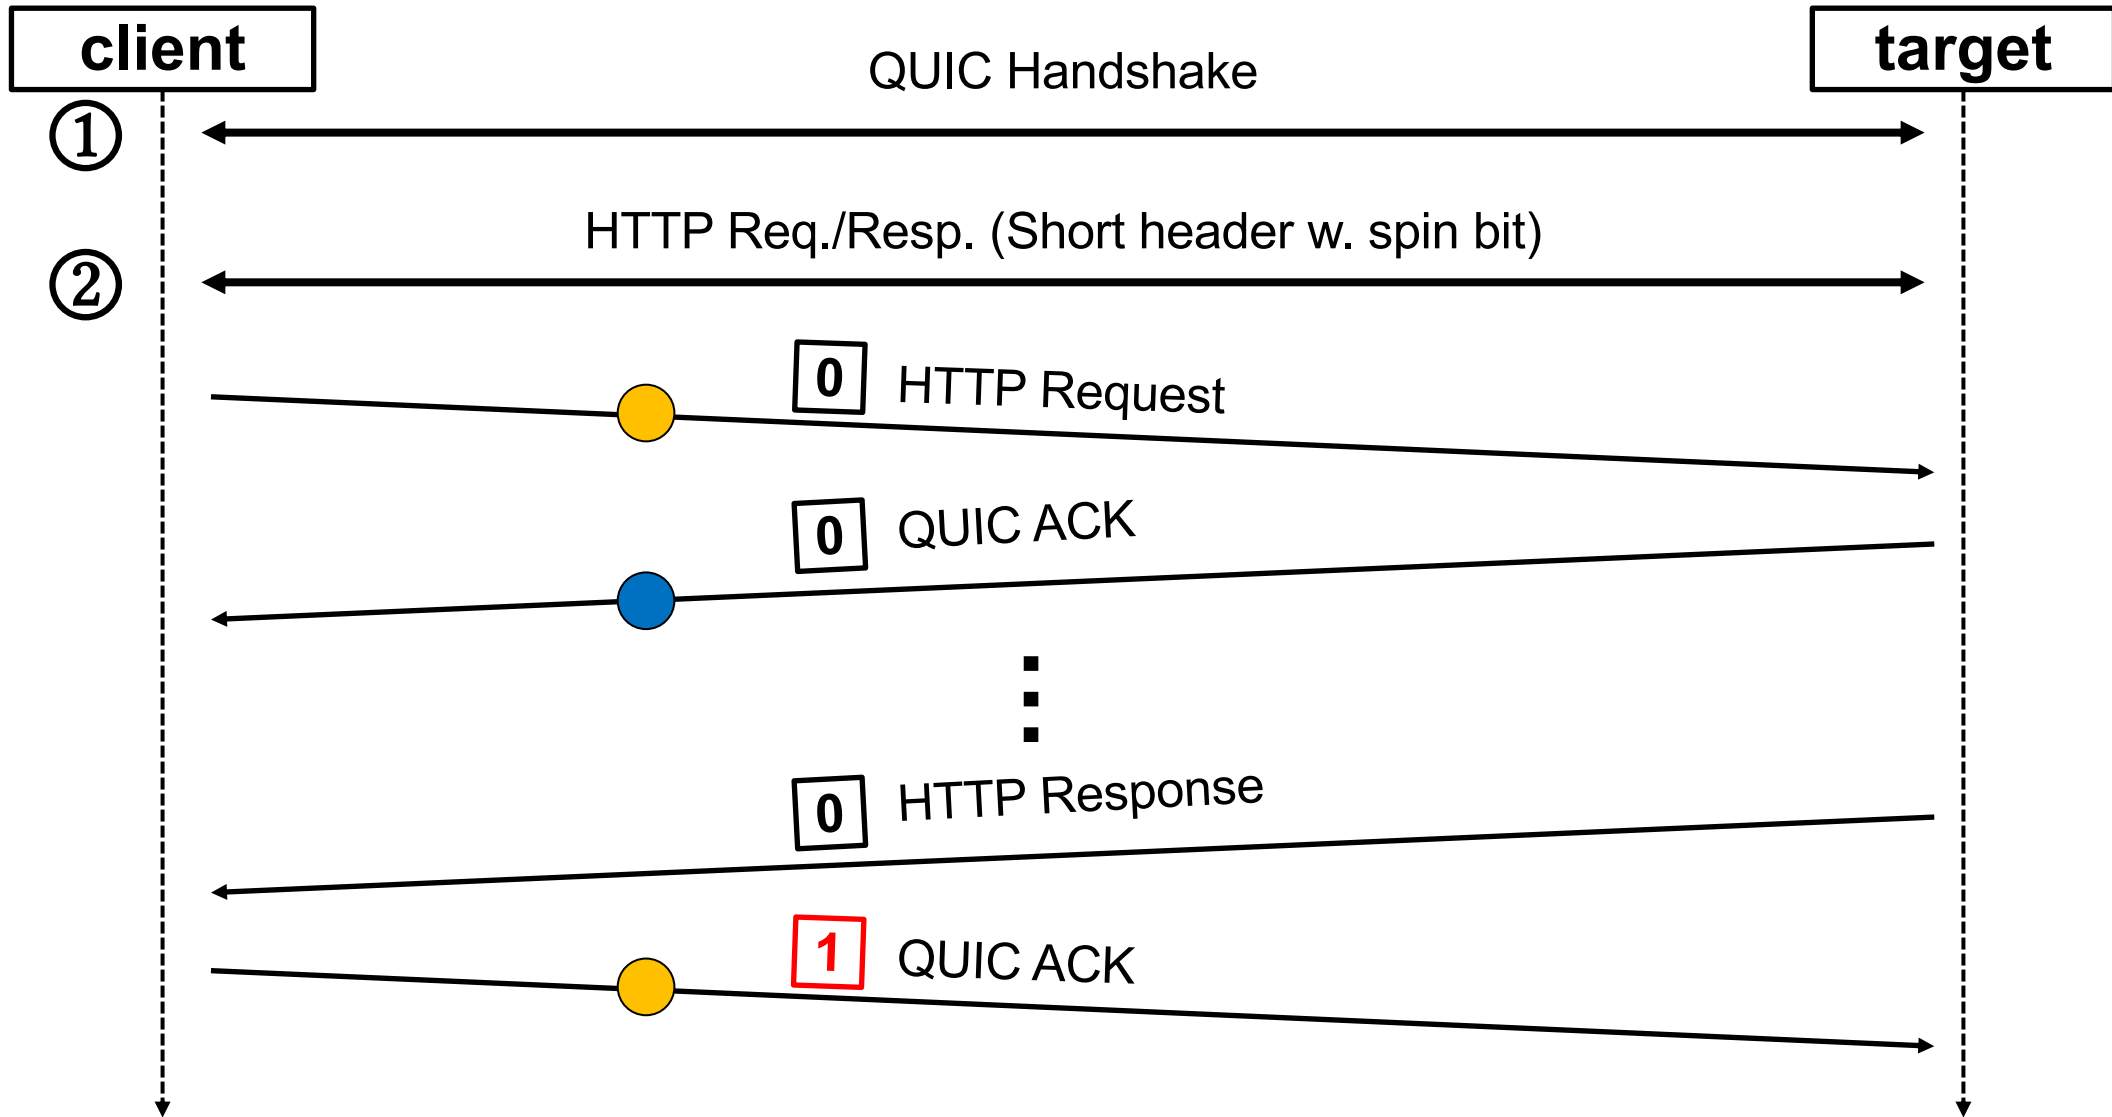 client
target
QUIC Handshake
①
HTTP Req./Resp. (Short header w. spin bit)
②
0 HTTP Request
0 QUIC ACK
0 HTTP Response
1 QUIC ACK